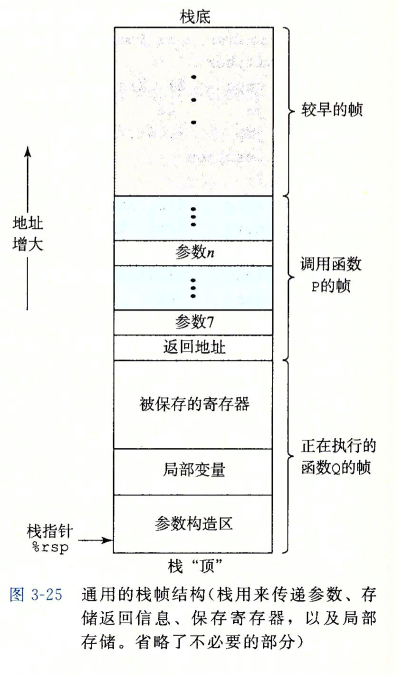 栈底
较早的帧
地址
增大
参数n
调用函数
P的帧
参数7
返回地址
被保存的寄存器
正在执行的
函数Q的帧
局部变量
参数构造区
栈指针
%rsp
栈“顶”
图 3-25 通用的栈帧结构(栈用来传递参数、存
储返回信息、保存寄存器，以及局部
存储。省略了不必要的部分)